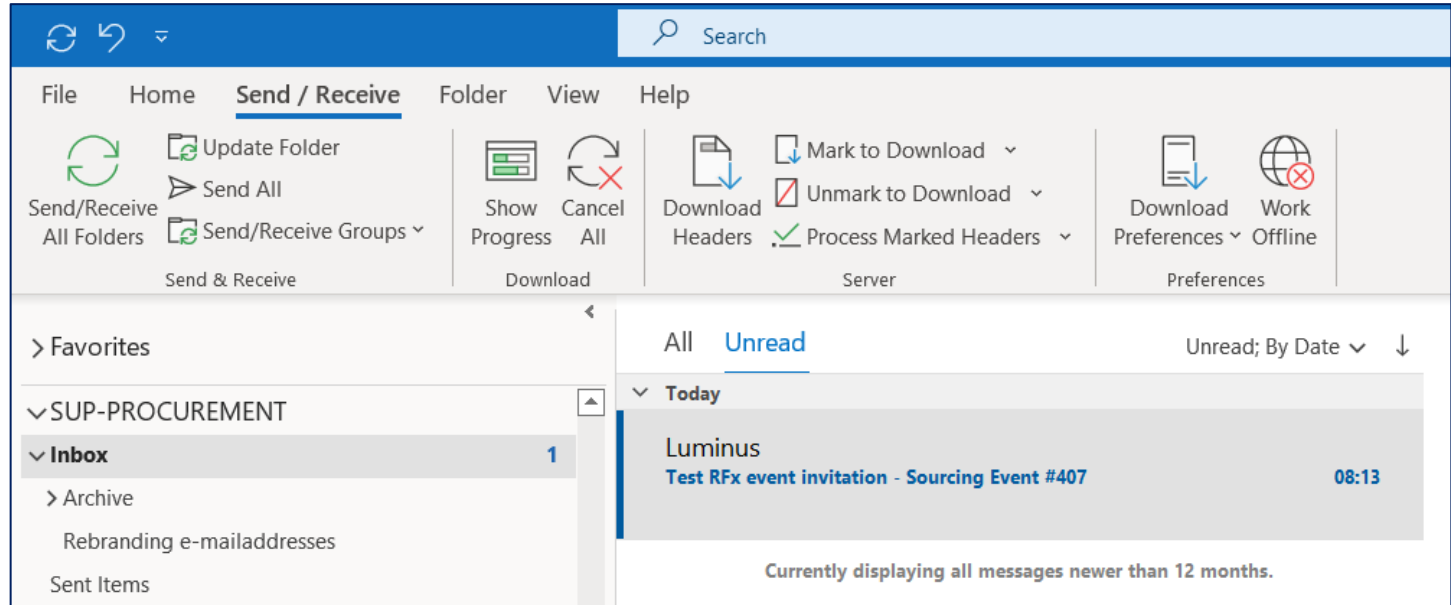 Search
File Home Send / Receive Folder View Help
Send/Receive
All Folders
Update Folder
Send All
Send/Receive Groups
Send & Receive
Show
Progress
Cancel
All
Download
Download
Headers
Mark to Download
Unmark to Download
Process Marked Headers
Server
Download
Preferences
Work
Offline
Preferences
Favorites
SUP-PROCUREMENT
Inbox 1
Archive
Rebranding e-mailaddresses
Sent Items
All Unread Unread; By Date
Today
Luminus
Test RFx event invitation - Sourcing Event #407 08:13
Currently displaying all messages newer than 12 months.